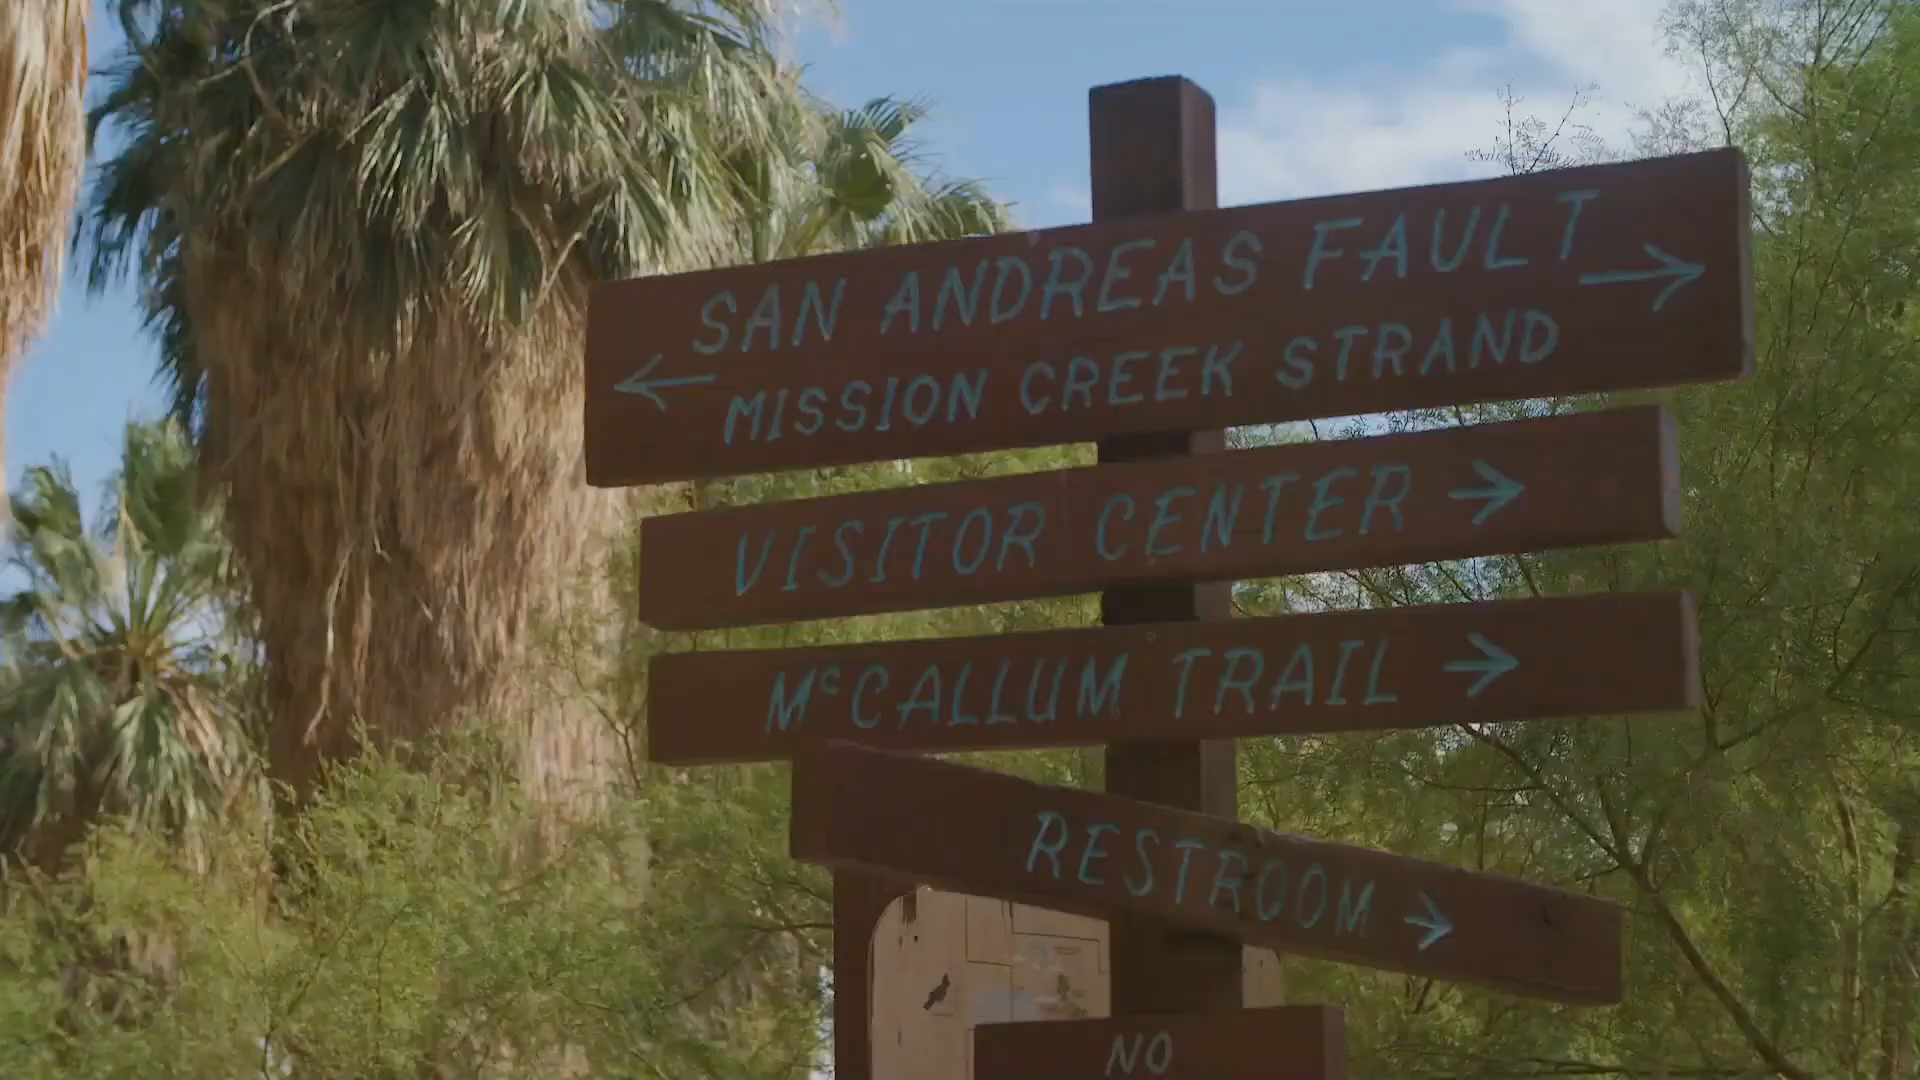 SAN ANDREAS FAULT →
← MISSION CREEK STRAND
VISITOR CENTER →
McCALLUM TRAIL →
RESTROOM →
NO